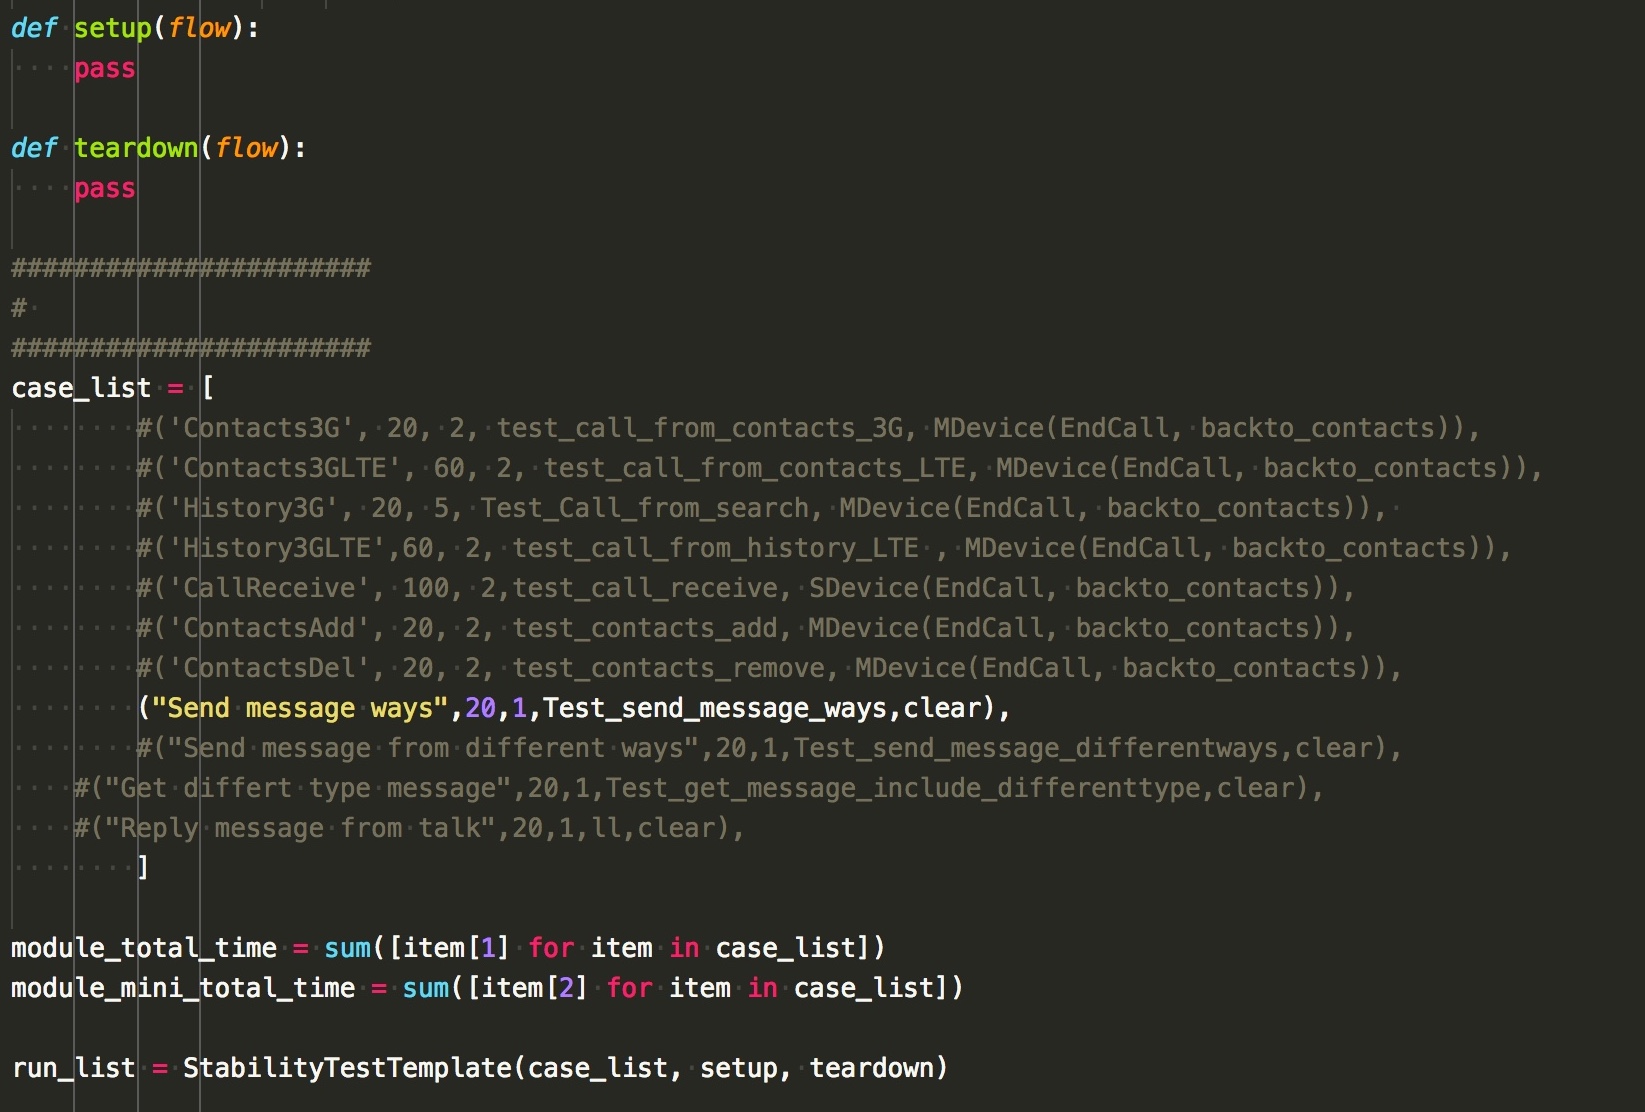 def setup(flow):
    pass

def teardown(flow):
    pass

#######################
# 
#######################
case_list = [
        #('Contacts3G', 20, 2, test_call_from_contacts_3G, MDevice(EndCall, backto_contacts)),
        #('Contacts3GLTE', 60, 2, test_call_from_contacts_LTE, MDevice(EndCall, backto_contacts)),
        #('History3G', 20, 5, Test_Call_from_search, MDevice(EndCall, backto_contacts)), 
        #('History3GLTE',60, 2, test_call_from_history_LTE , MDevice(EndCall, backto_contacts)),
        #('CallReceive', 100, 2,test_call_receive, SDevice(EndCall, backto_contacts)),
        #('ContactsAdd', 20, 2, test_contacts_add, MDevice(EndCall, backto_contacts)),
        #('ContactsDel', 20, 2, test_contacts_remove, MDevice(EndCall, backto_contacts)),
        ("Send message ways",20,1,Test_send_message_ways,clear),
        #("Send message from different ways",20,1,Test_send_message_differentways,clear),
    #("Get differt type message",20,1,Test_get_message_include_differenttype,clear),
    #("Reply message from talk",20,1,ll,clear),
        ]

module_total_time = sum([item[1] for item in case_list])
module_mini_total_time = sum([item[2] for item in case_list])

run_list = StabilityTestTemplate(case_list, setup, teardown)